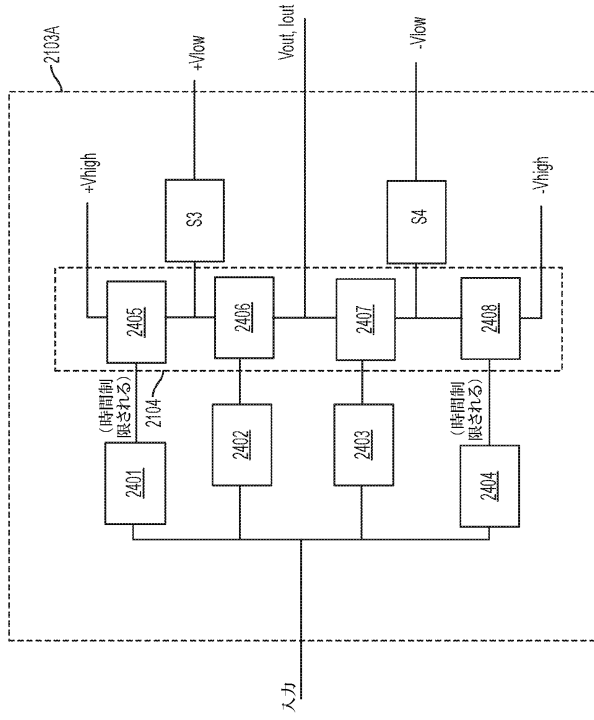 2103A
+Vhigh
+Vlow
S3
2405
(時間制
限される)
2401
2104
2406
2402
Vout, Iout
入力
2407
2403
S4
-Vlow
2408
(時間制
限される)
2404
-Vhigh